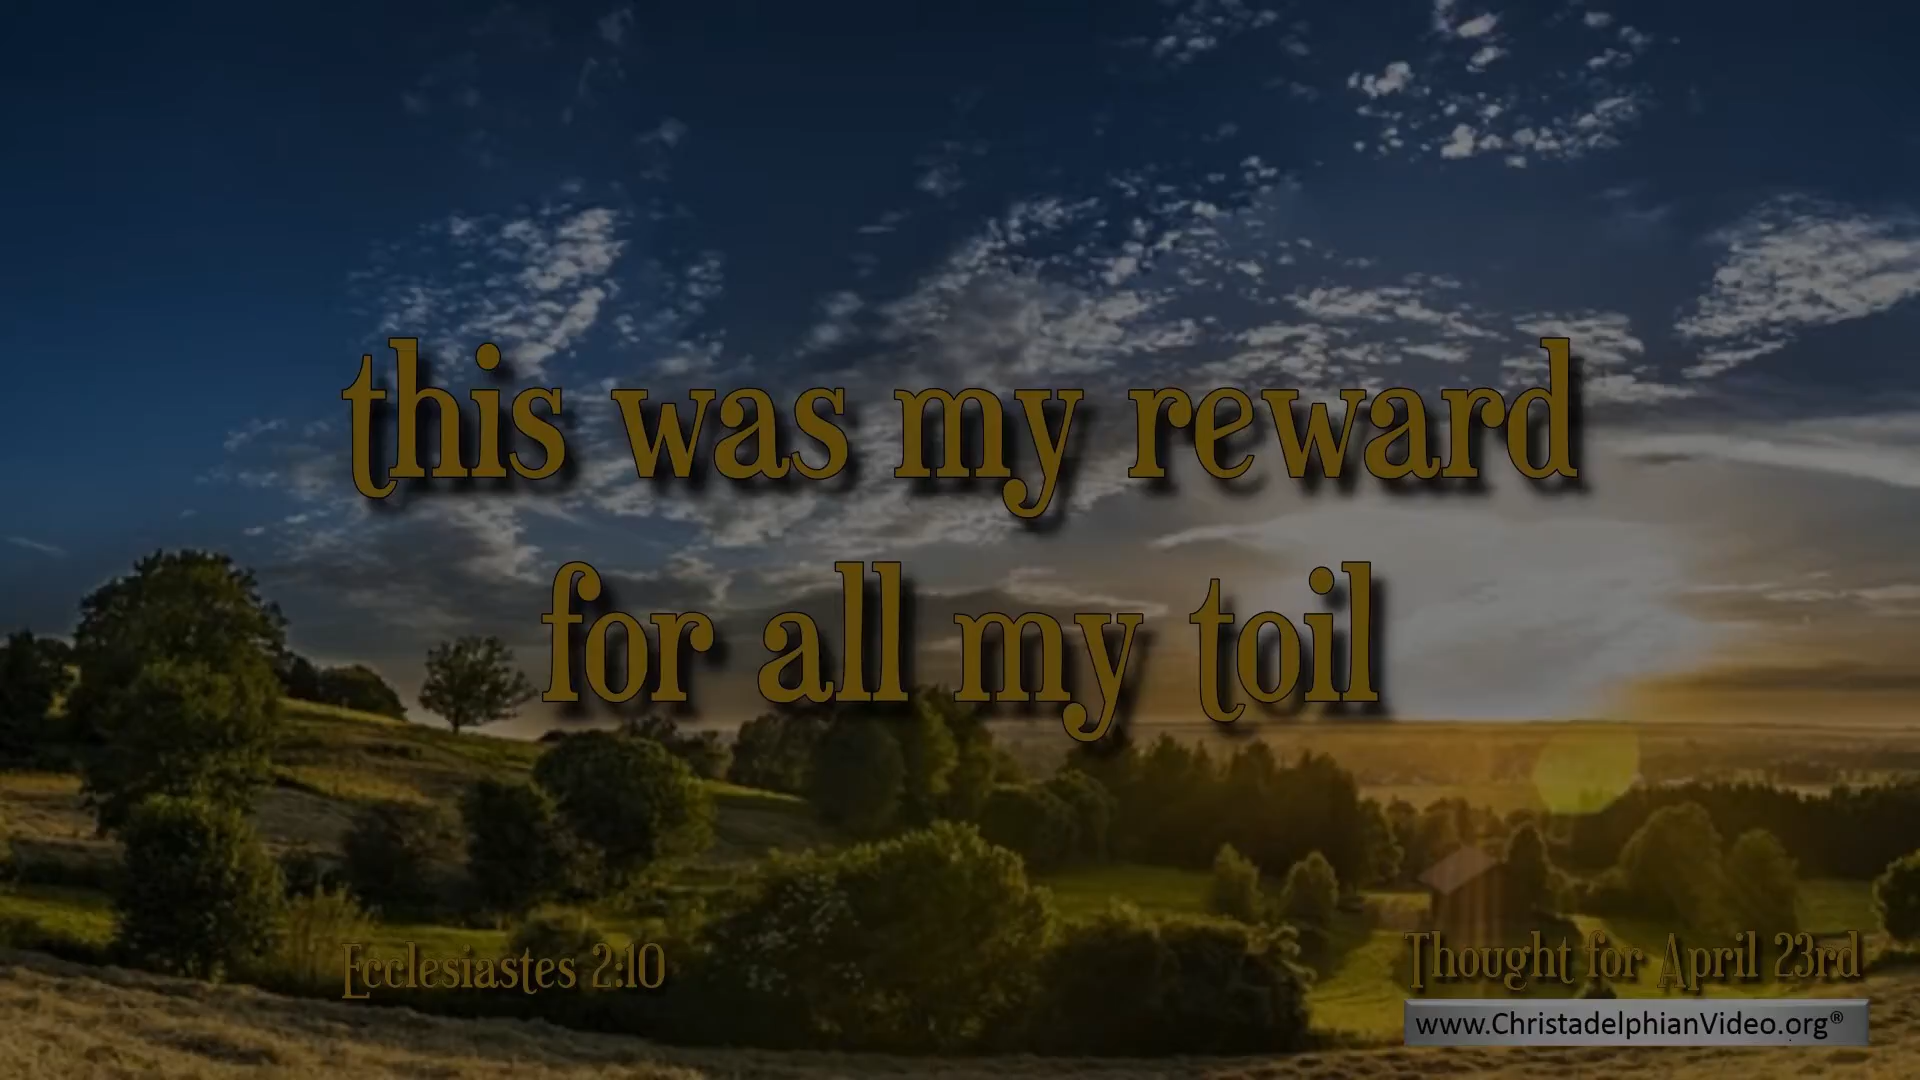 this was my reward
for all my toil
Ecclesiastes 2:10
Thought for April 23rd
www.ChristadelphianVideo.org®